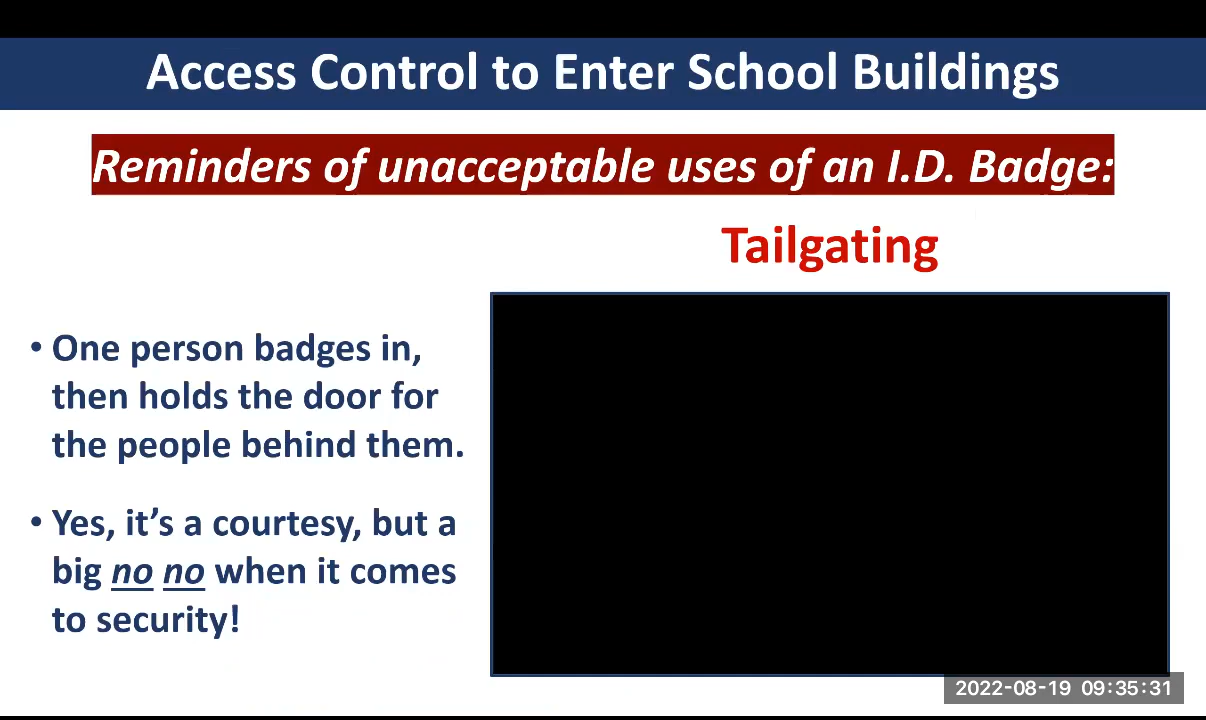 Access Control to Enter School Buildings
Reminders of unacceptable uses of an I.D. Badge:
Tailgating
• One person badges in,
then holds the door for
the people behind them.
• Yes, it’s a courtesy, but a
big no no when it comes
to security!
2022-08-19 09:35:31